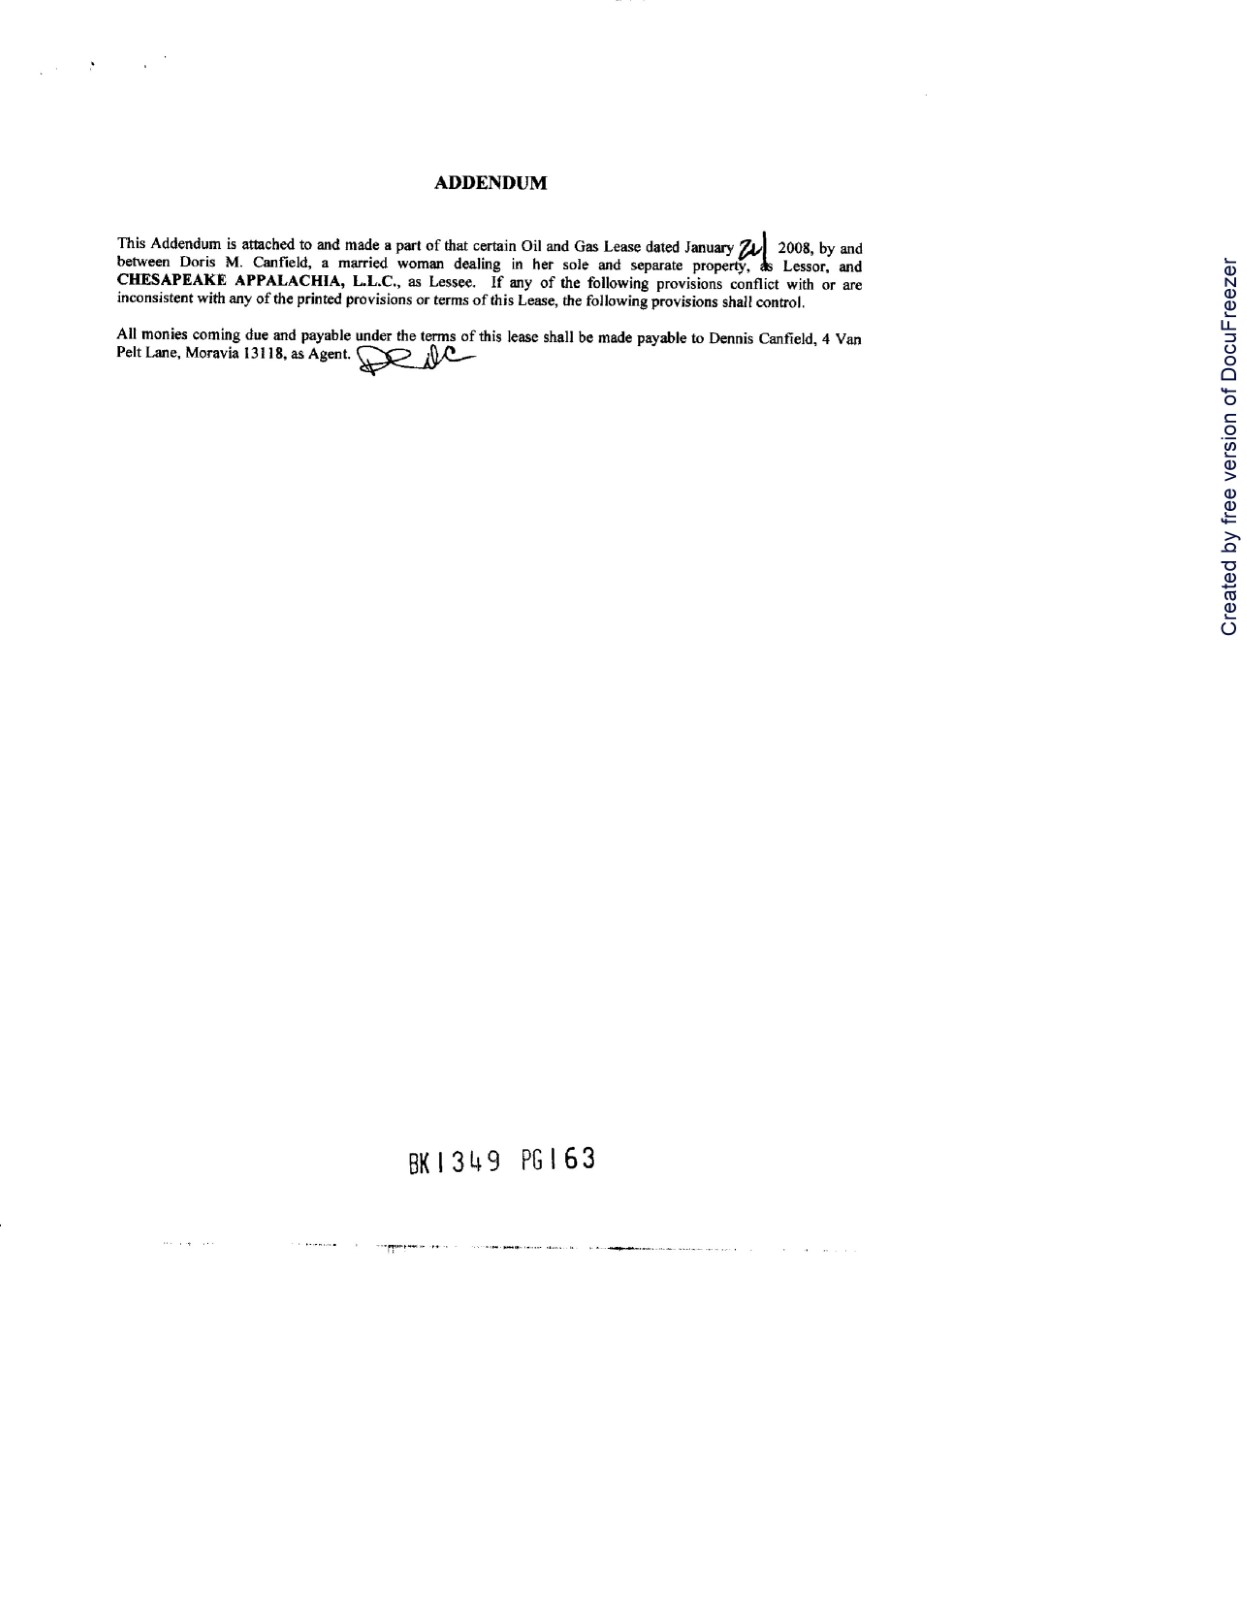 ADDENDUM
This Addendum is attached to and made a part of that certain Oil and Gas Lease dated January 21 2008, by and
between Doris M. Canfield, a married woman dealing in her sole and separate property, as Lessor, and
CHESAPEAKE APPALACHIA, L.L.C., as Lessee. If any of the following provisions conflict with or are
inconsistent with any of the printed provisions or terms of this Lease, the following provisions shall control.
All monies coming due and payable under the terms of this lease shall be made payable to Dennis Canfield, 4 Van
Pelt Lane, Moravia 13118, as Agent.
BK1349 PG163
Created by free version of DocuFreezer